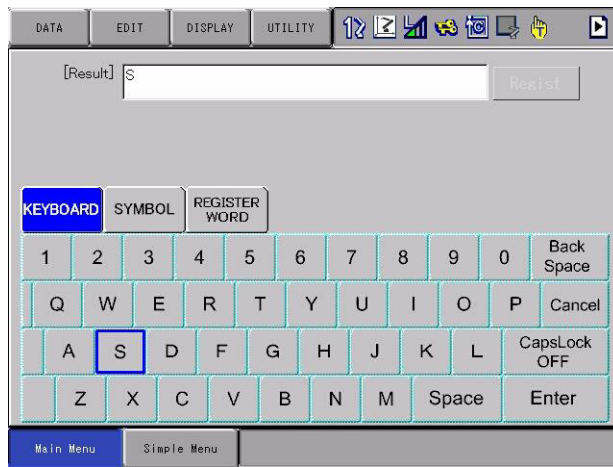 DATA EDIT DISPLAY UTILITY
[Result] S Regist
KEYBOARD SYMBOL REGISTER
WORD
1 2 3 4 5 6 7 8 9 0 Back
Space
Q W E R T Y U I O P Cancel
A S D F G H J K L CapsLock
OFF
Z X C V B N M Space Enter
Main Menu Simple Menu